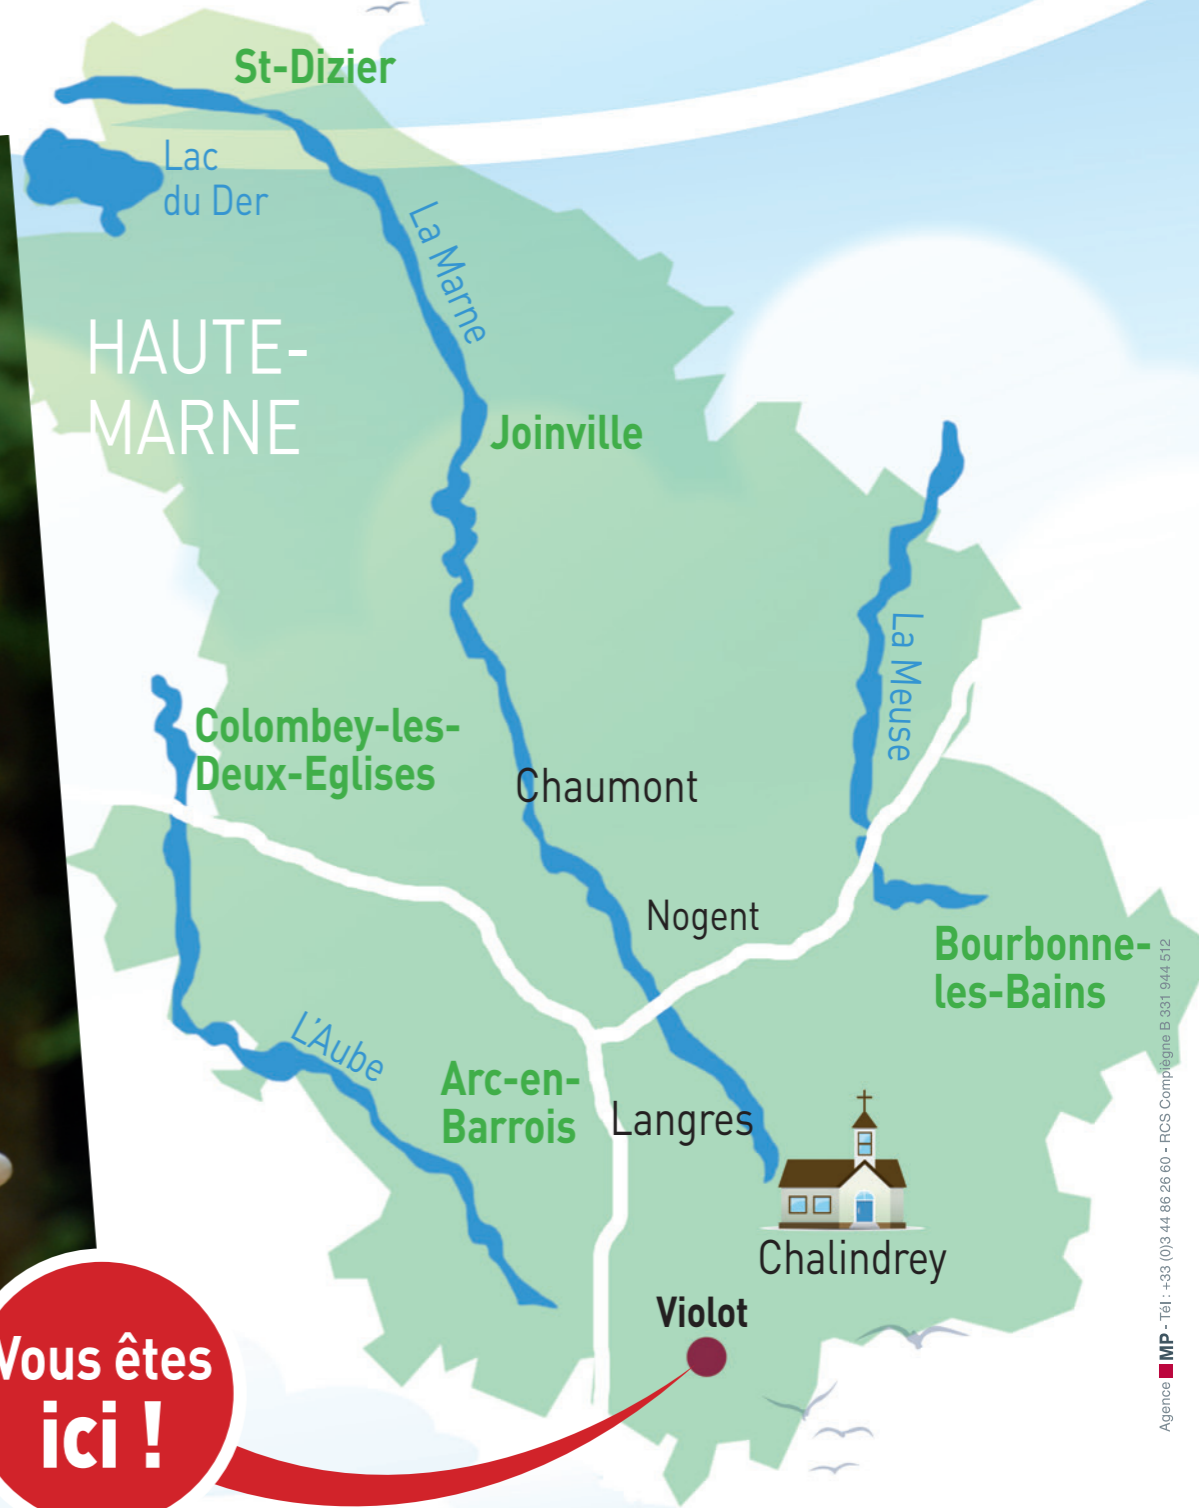 St-Dizier
Lac
du Der
La Marne
HAUTE-
MARNE
Joinville
La Meuse
Colombey-les-
Deux-Eglises
Chaumont
Nogent
Bourbonne-
les-Bains
L'Aube
Arc-en-
Barrois
Langres
Chalindrey
Violot
Vous êtes
ici !
Agence MP - Tél : +33 (0)3 44 86 26 60 - RCS Compiègne B 331 944 512